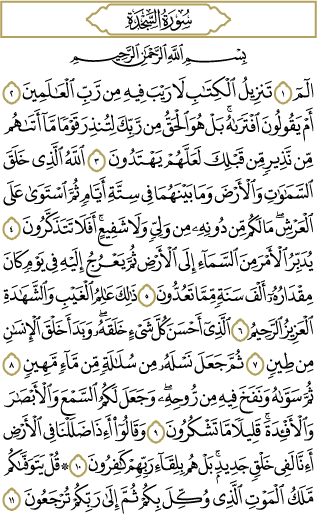 سُورَةُ السَّجْدَةِ
بِسْمِ اللَّهِ الرَّحْمَٰنِ الرَّحِيمِ
الٓمٓ ١ تَنزِيلُ ٱلْكِتَٰبِ لَا رَيْبَ فِيهِ مِن رَّبِّ ٱلْعَٰلَمِينَ ٢
أَمْ يَقُولُونَ ٱفْتَرَىٰهُ ۚ بَلْ هُوَ ٱلْحَقُّ مِن رَّبِّكَ لِتُنذِرَ قَوْمًا مَّآ أَتَىٰهُم
مِّن نَّذِيرٍ مِّن قَبْلِكَ لَعَلَّهُمْ يَهْتَدُونَ ٣ ٱللَّهُ ٱلَّذِى خَلَقَ
ٱلسَّمَٰوَٰتِ وَٱلْأَرْضَ وَمَا بَيْنَهُمَا فِى سِتَّةِ أَيَّامٍ ثُمَّ ٱسْتَوَىٰ عَلَى
ٱلْعَرْشِ ۖ مَا لَكُم مِّن دُونِهِۦ مِن وَلِىٍّ وَلَا شَفِيعٍ ۚ أَفَلَا تَتَذَكَّرُونَ ٤
يُدَبِّرُ ٱلْأَمْرَ مِنَ ٱلسَّمَآءِ إِلَى ٱلْأَرْضِ ثُمَّ يَعْرُجُ إِلَيْهِ فِى يَوْمٍ كَانَ
مِقْدَارُهُۥٓ أَلْفَ سَنَةٍ مِّمَّا تَعُدُّونَ ٥ ذَٰلِكَ عَٰلِمُ ٱلْغَيْبِ وَٱلشَّهَٰدَةِ
ٱلْعَزِيزُ ٱلرَّحِيمُ ٦ ٱلَّذِىٓ أَحْسَنَ كُلَّ شَىْءٍ خَلَقَهُۥ ۖ وَبَدَأَ خَلْقَ ٱلْإِنسَٰنِ
مِن طِينٍ ٧ ثُمَّ جَعَلَ نَسْلَهُۥ مِن سُلَٰلَةٍ مِّن مَّآءٍ مَّهِينٍ ٨
ثُمَّ سَوَّىٰهُ وَنَفَخَ فِيهِ مِن رُّوحِهِۦ ۖ وَجَعَلَ لَكُمُ ٱلسَّمْعَ وَٱلْأَبْصَٰرَ
وَٱلْأَفْـِٔدَةَ ۚ قَلِيلًا مَّا تَشْكُرُونَ ٩ وَقَالُوٓا۟ أَءِذَا ضَلَلْنَا فِى ٱلْأَرْضِ
أَءِنَّا لَفِى خَلْقٍ جَدِيدٍۭ ۚ بَلْ هُم بِلِقَآءِ رَبِّهِمْ كَٰفِرُونَ ١٠ ۞ قُلْ يَتَوَفَّىٰكُم
مَّلَكُ ٱلْمَوْتِ ٱلَّذِى وُكِّلَ بِكُمْ ثُمَّ إِلَىٰ رَبِّكُمْ تُرْجَعُونَ ١١